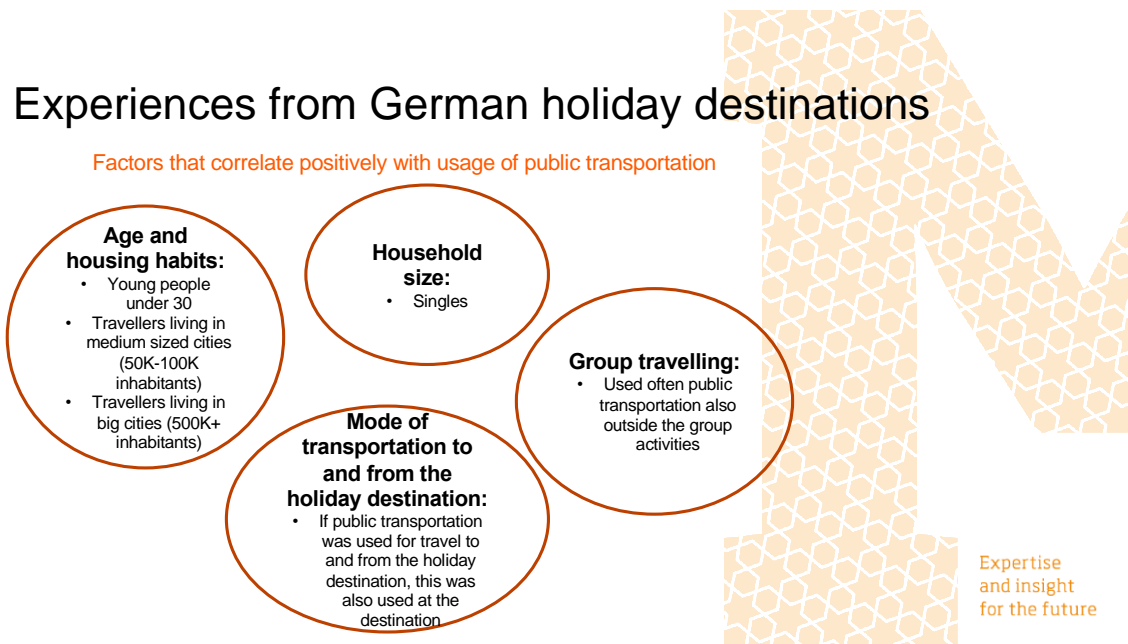 Experiences from German holiday destinations
Factors that correlate positively with usage of public transportation
Age and
housing habits:
• Young people
under 30
• Travellers living in
medium sized cities
(50K-100K
inhabitants)
• Travellers living in
big cities (500K+
inhabitants)
Household
size:
• Singles
Group travelling:
• Used often public
transportation also
outside the group
activities
Mode of
transportation to
and from the
holiday destination:
• If public transportation
was used for travel to
and from the holiday
destination, this was
also used at the
destination
Expertise
and insight
for the future